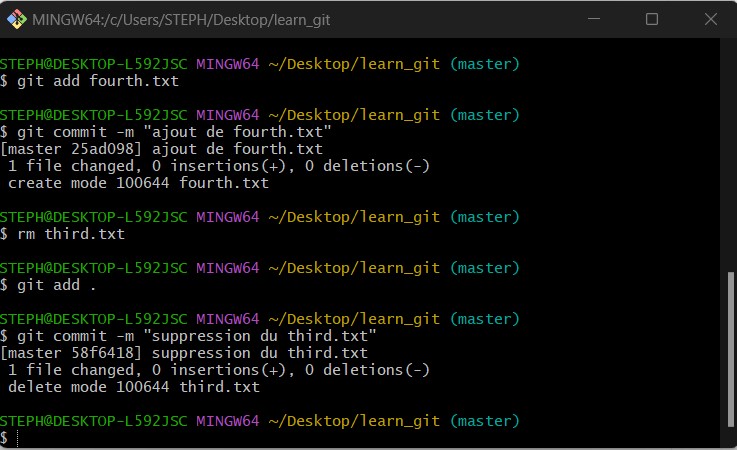 MINGW64:/c/Users/STEPH/Desktop/learn_git
STEPH@DESKTOP-L592JSC MINGW64 ~/Desktop/learn_git (master)
$ git add fourth.txt
STEPH@DESKTOP-L592JSC MINGW64 ~/Desktop/learn_git (master)
$ git commit -m "ajout de fourth.txt"
[master 25ad098] ajout de fourth.txt
1 file changed, 0 insertions(+), 0 deletions(-)
create mode 100644 fourth.txt
STEPH@DESKTOP-L592JSC MINGW64 ~/Desktop/learn_git (master)
$ rm third.txt
STEPH@DESKTOP-L592JSC MINGW64 ~/Desktop/learn_git (master)
$ git add .
STEPH@DESKTOP-L592JSC MINGW64 ~/Desktop/learn_git (master)
$ git commit -m "suppression du third.txt"
[master 58f6418] suppression du third.txt
1 file changed, 0 insertions(+), 0 deletions(-)
delete mode 100644 third.txt
STEPH@DESKTOP-L592JSC MINGW64 ~/Desktop/learn_git (master)
$